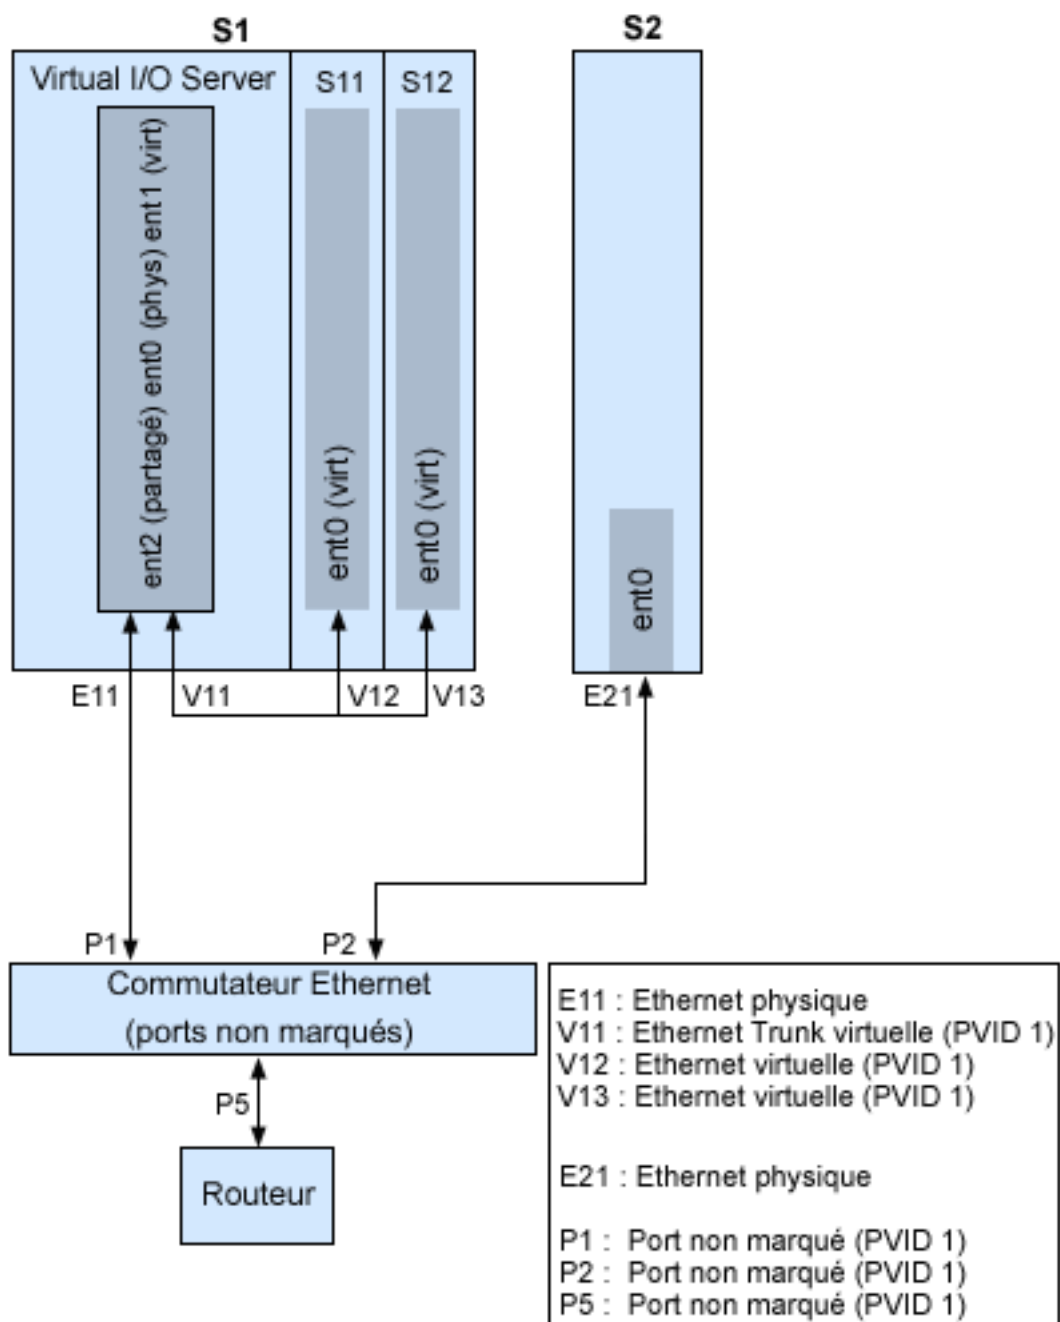 S1
S2
Virtual I/O Server
S11
S12
ent2 (partagé) ent0 (phys) ent1 (virt)
ent0 (virt)
ent0 (virt)
ent0
E11
V11
V12
V13
E21
P1
P2
Commutateur Ethernet
(ports non marqués)
P5
Routeur
E11 : Ethernet physique
V11 : Ethernet Trunk virtuelle (PVID 1)
V12 : Ethernet virtuelle (PVID 1)
V13 : Ethernet virtuelle (PVID 1)
E21 : Ethernet physique
P1 : Port non marqué (PVID 1)
P2 : Port non marqué (PVID 1)
P5 : Port non marqué (PVID 1)